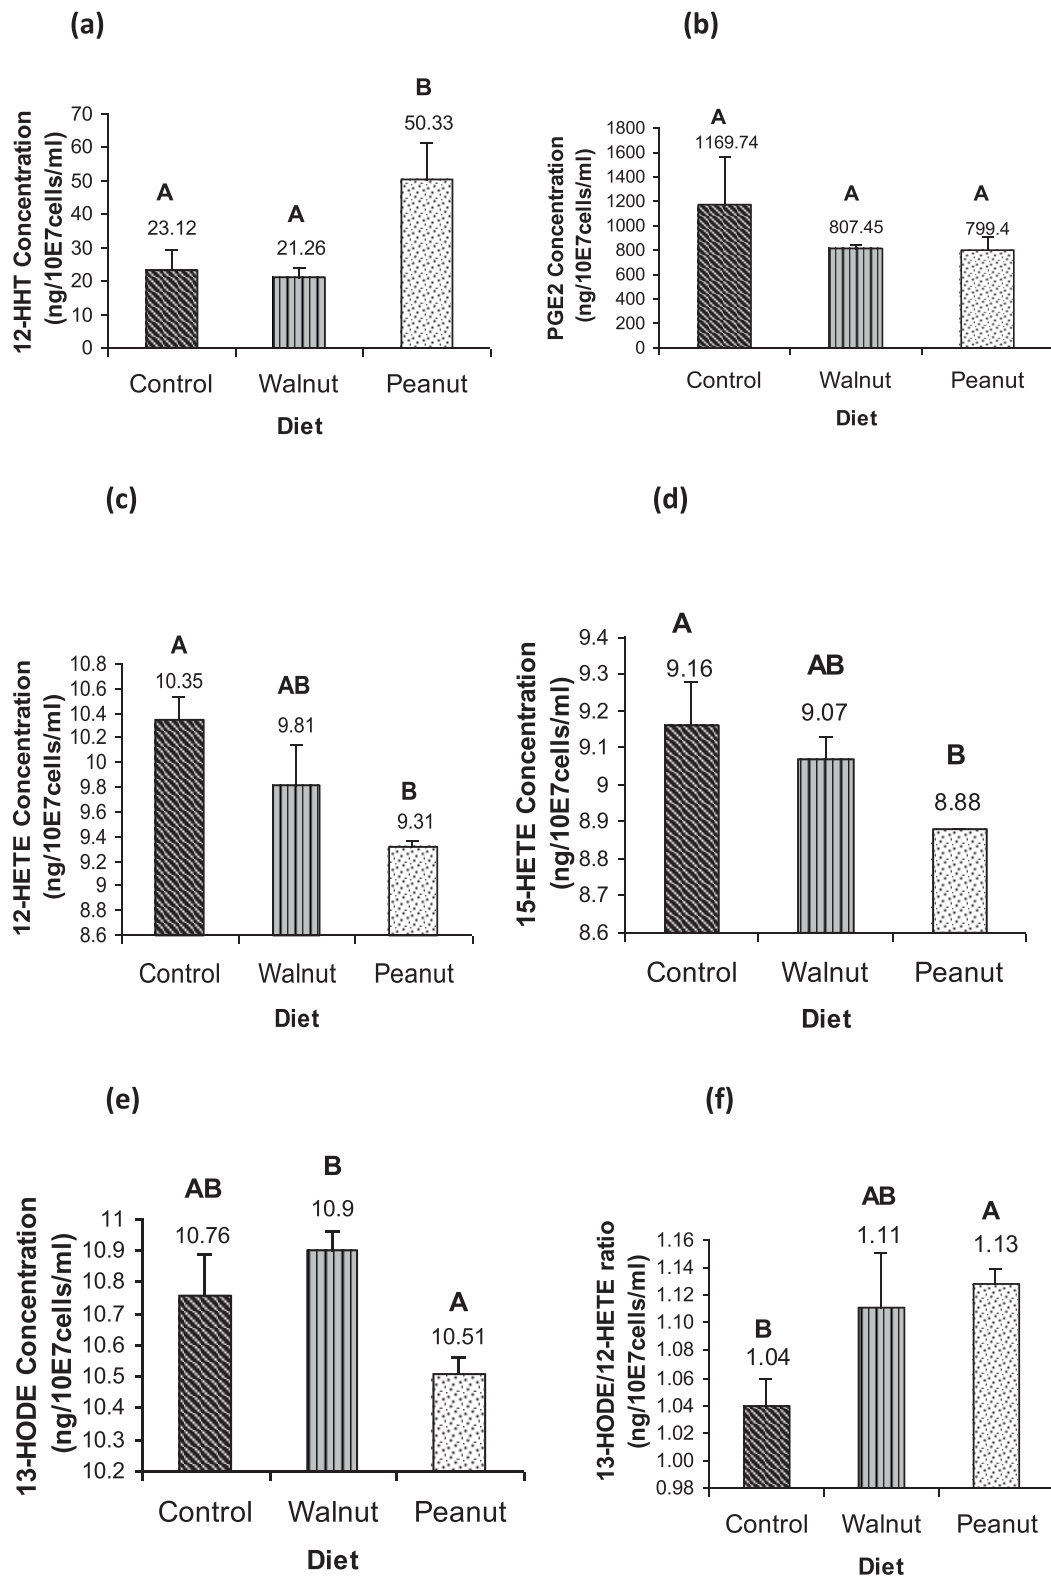 (a)
12-HHT Concentration
(ng/10E7cells/ml)
70
60
50
40
30
20
10
0
A
23.12
A
21.26
B
50.33
Control Walnut Peanut
Diet
(b)
PGE2 Concentration
(ng/10E7cells/ml)
1800
1600
1400
1200
1000
800
600
400
200
0
A
1169.74
A
807.45
A
799.4
Control Walnut Peanut
Diet
(c)
12-HETE Concentration
(ng/10E7cells/ml)
10.8
10.6
10.4
10.2
10
9.8
9.6
9.4
9.2
9
8.8
8.6
A
10.35
AB
9.81
B
9.31
Control Walnut Peanut
Diet
(d)
15-HETE Concentration
(ng/10E7cells/ml)
9.4
9.3
9.2
9.1
9
8.9
8.8
8.7
8.6
A
9.16
AB
9.07
B
8.88
Control Walnut Peanut
Diet
(e)
13-HODE Concentration
(ng/10E7cells/ml)
11
10.9
10.8
10.7
10.6
10.5
10.4
10.3
10.2
AB
10.76
B
10.9
A
10.51
Control Walnut Peanut
Diet
(f)
13-HODE/12-HETE ratio
(ng/10E7cells/ml)
1.16
1.14
1.12
1.10
1.08
1.06
1.04
1.02
1.00
0.98
B
1.04
AB
1.11
A
1.13
Control Walnut Peanut
Diet